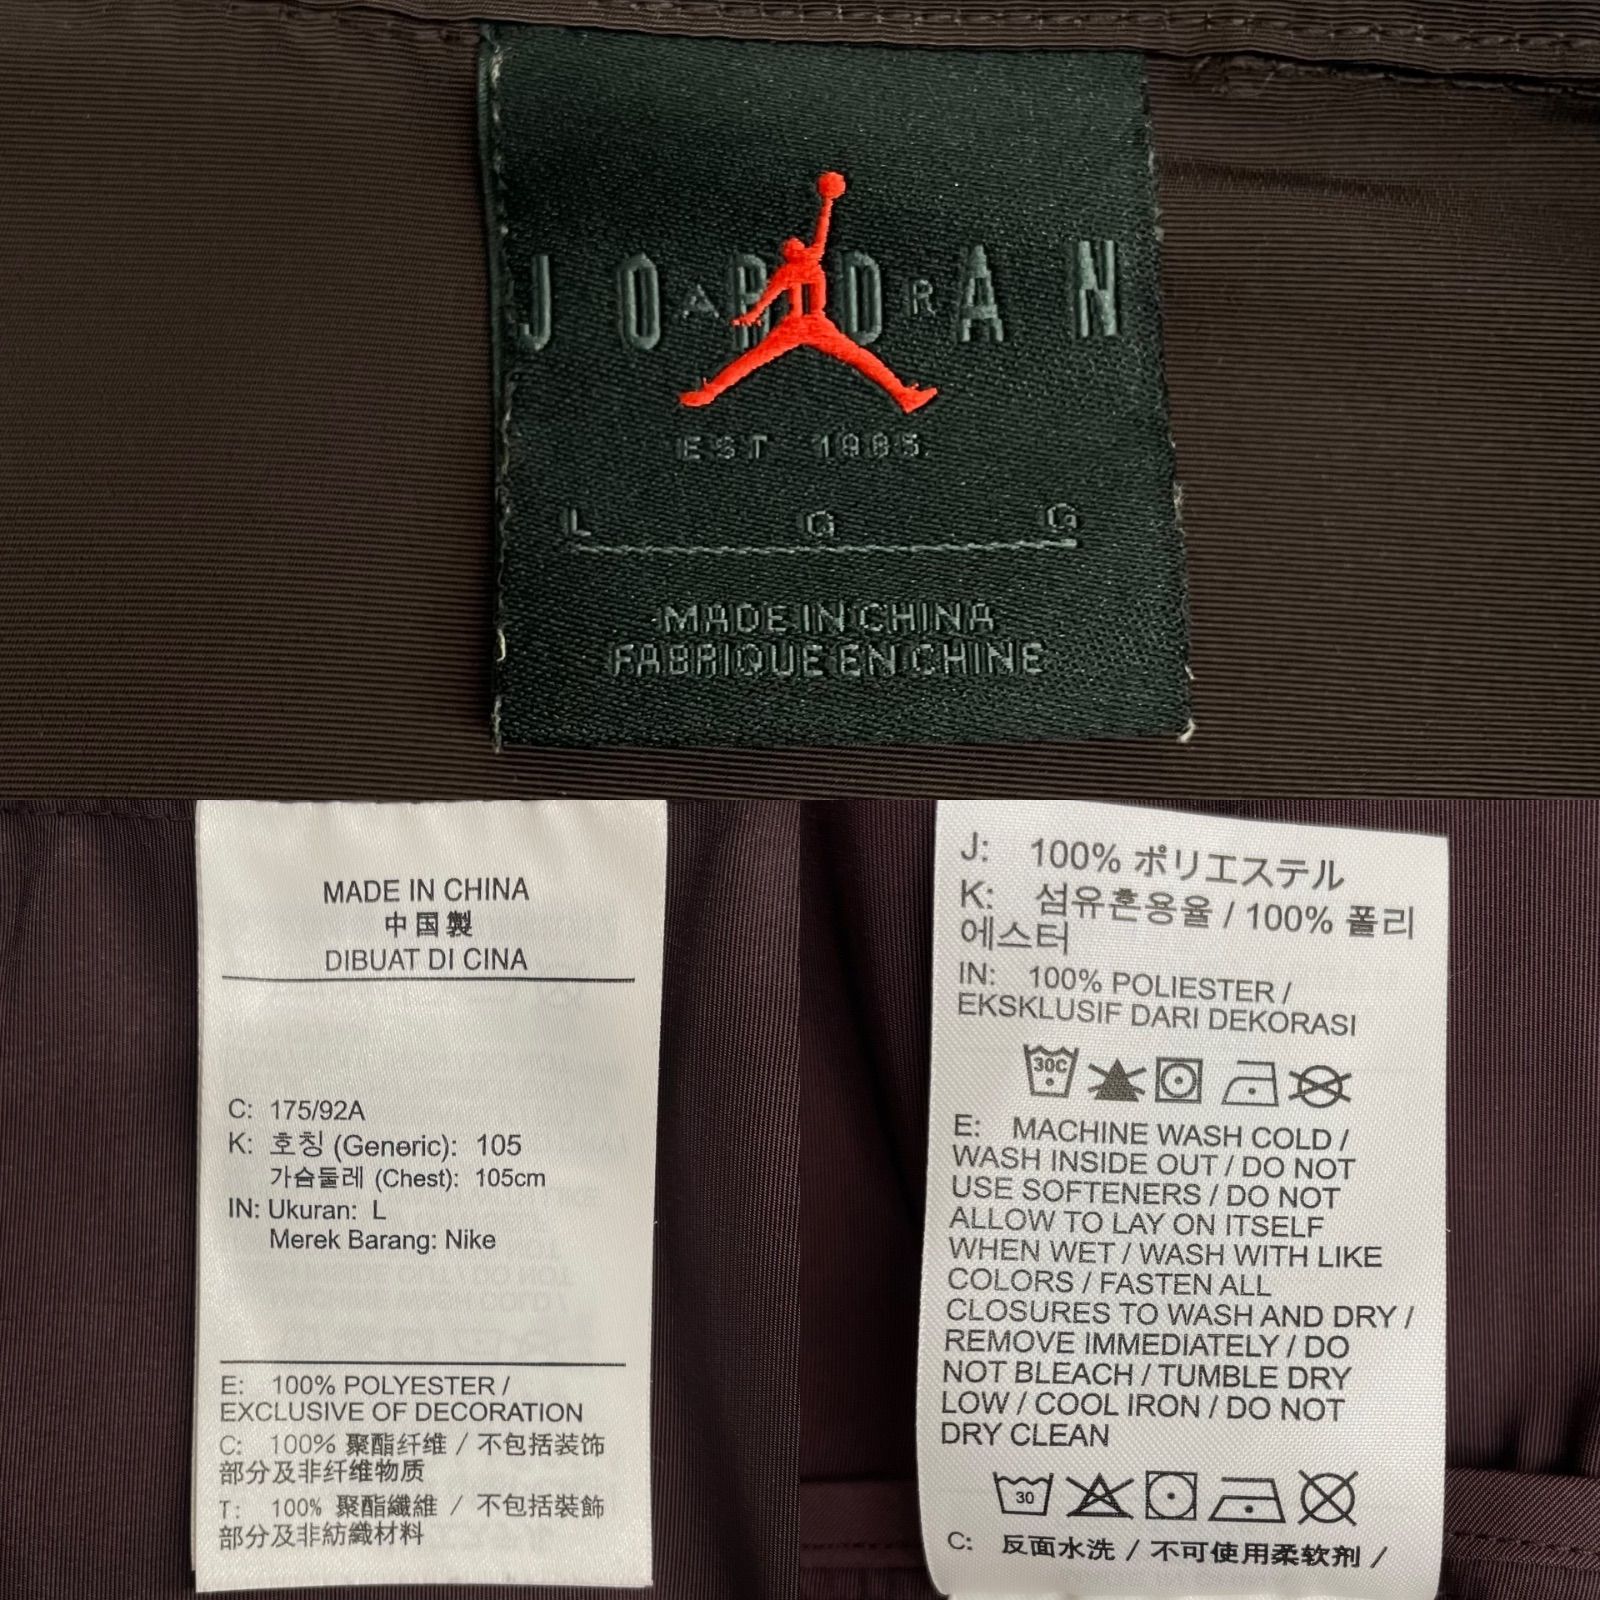 JORDAN
AIR
EST 1985.
L G G
MADE IN CHINA
FABRIQUE EN CHINE
MADE IN CHINA
中国製
DIBUAT DI CINA
C: 175/92A
K: 호칭 (Generic): 105
가슴둘레 (Chest): 105cm
IN: Ukuran: L
Merek Barang: Nike
E: 100% POLYESTER /
EXCLUSIVE OF DECORATION
C: 100% 聚酯纤维 / 不包括装饰
部分及非纤维物质
T: 100% 聚酯纖維 / 不包括裝飾
部分及非紡織材料
J: 100% ポリエステル
K: 섬유혼용율 / 100% 폴리
에스터
IN: 100% POLIESTER /
EKSKLUSIF DARI DEKORASI
30C
E: MACHINE WASH COLD /
WASH INSIDE OUT / DO NOT
USE SOFTENERS / DO NOT
ALLOW TO LAY ON ITSELF
WHEN WET / WASH WITH LIKE
COLORS / FASTEN ALL
CLOSURES TO WASH AND DRY /
REMOVE IMMEDIATELY / DO
NOT BLEACH / TUMBLE DRY
LOW / COOL IRON / DO NOT
DRY CLEAN
30
C: 反面水洗 / 不可使用柔软剂 /